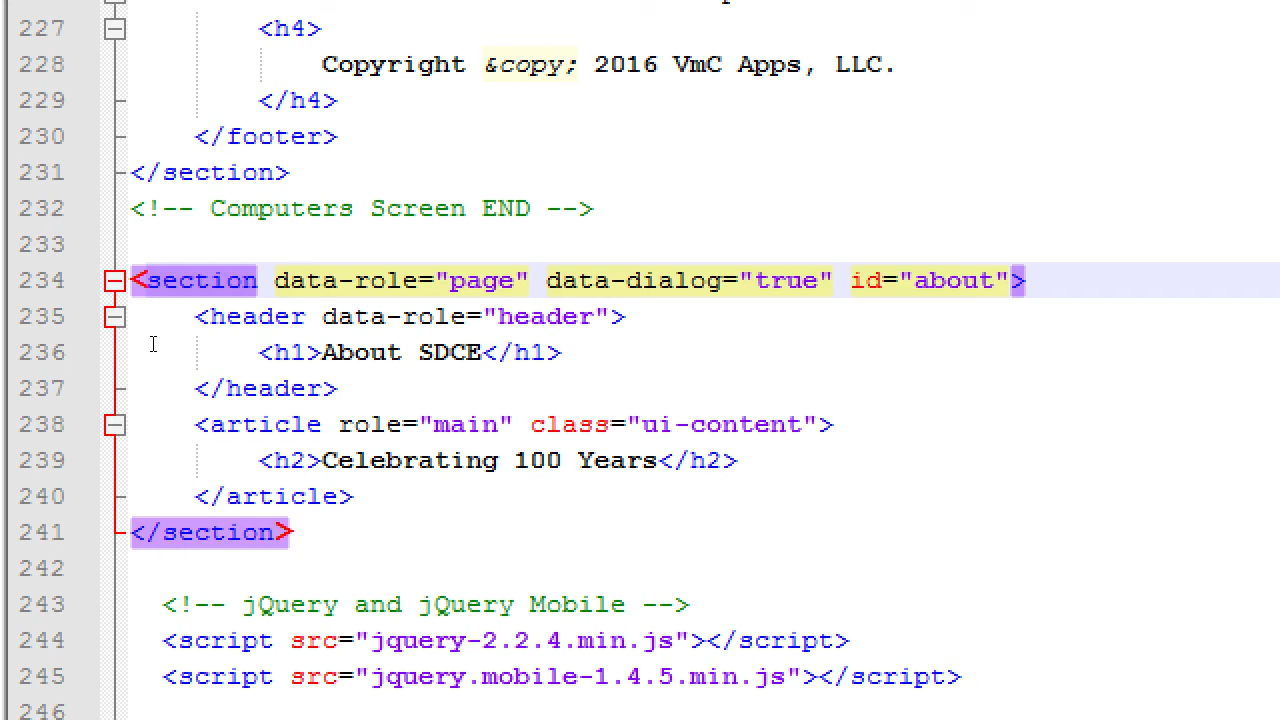 227 <h4>
228 Copyright &copy; 2016 VmC Apps, LLC.
229 </h4>
230 </footer>
231 </section>
232 <!-- Computers Screen END -->
233
234 <section data-role="page" data-dialog="true" id="about">
235 <header data-role="header">
236 <h1>About SDCE</h1>
237 </header>
238 <article role="main" class="ui-content">
239 <h2>Celebrating 100 Years</h2>
240 </article>
241 </section>
242
243 <!-- jQuery and jQuery Mobile -->
244 <script src="jquery-2.2.4.min.js"></script>
245 <script src="jquery.mobile-1.4.5.min.js"></script>
246